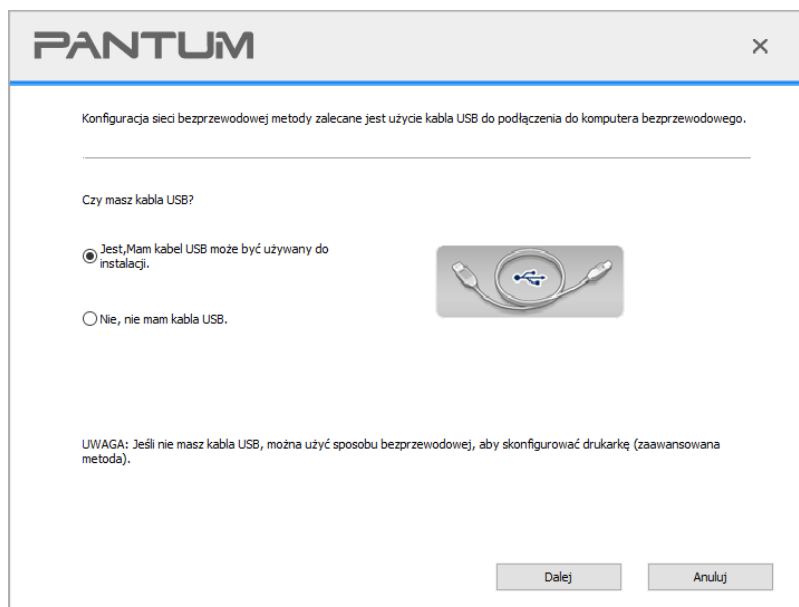 PANTUM
Konfiguracja sieci bezprzewodowej metody zalecane jest użycie kabla USB do podłączenia do komputera bezprzewodowego.
Czy masz kabla USB?
Jest,Mam kabel USB może być używany do
instalacji.
Nie, nie mam kabla USB.
UWAGA: Jeśli nie masz kabla USB, można użyć sposobu bezprzewodowej, aby skonfigurować drukarkę (zaawansowana
metoda).
Dalej
Anuluj